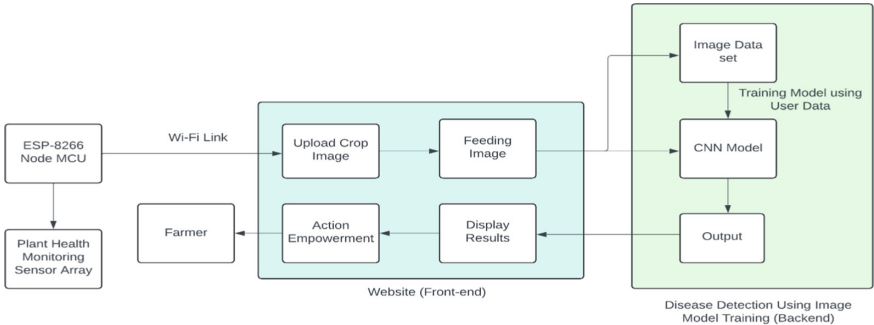 ESP-8266
Node MCU
Plant Health
Monitoring
Sensor Array
Wi-Fi Link
Farmer
Upload Crop
Image
Feeding
Image
Action
Empowerment
Display
Results
Website (Front-end)
Image Data
set
Training Model using
User Data
CNN Model
Output
Disease Detection Using Image
Model Training (Backend)